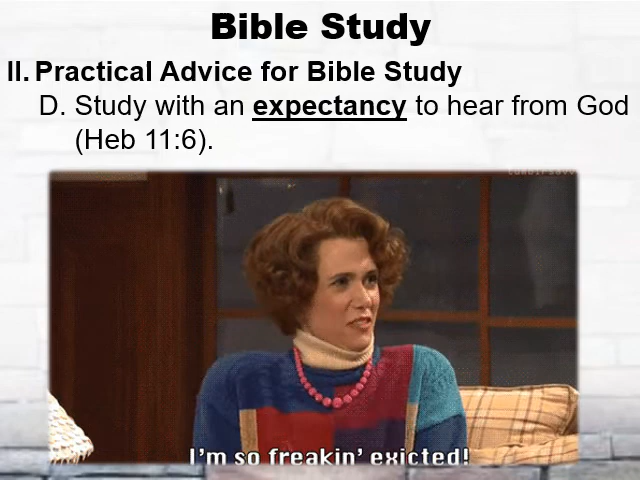 Bible Study
II. Practical Advice for Bible Study
D. Study with an expectancy to hear from God
(Heb 11:6).
I'm so freakin' exicted!